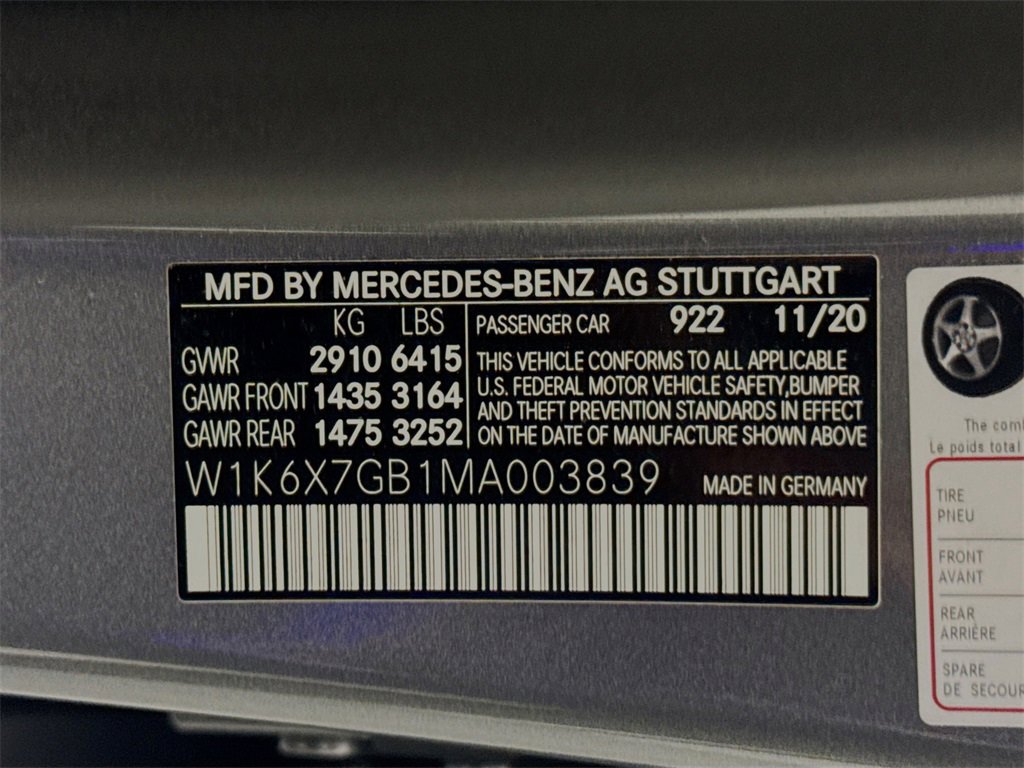 MFD BY MERCEDES-BENZ AG STUTTGART
KG LBS
GVWR 2910 6415
GAWR FRONT 1435 3164
GAWR REAR 1475 3252
PASSENGER CAR 922 11/20
THIS VEHICLE CONFORMS TO ALL APPLICABLE
U.S. FEDERAL MOTOR VEHICLE SAFETY,BUMPER
AND THEFT PREVENTION STANDARDS IN EFFECT
ON THE DATE OF MANUFACTURE SHOWN ABOVE
W1K6X7GB1MA003839 MADE IN GERMANY
The
Le poids total
TIRE
PNEU
FRONT
AVANT
REAR
ARRIÈRE
SPARE
DE